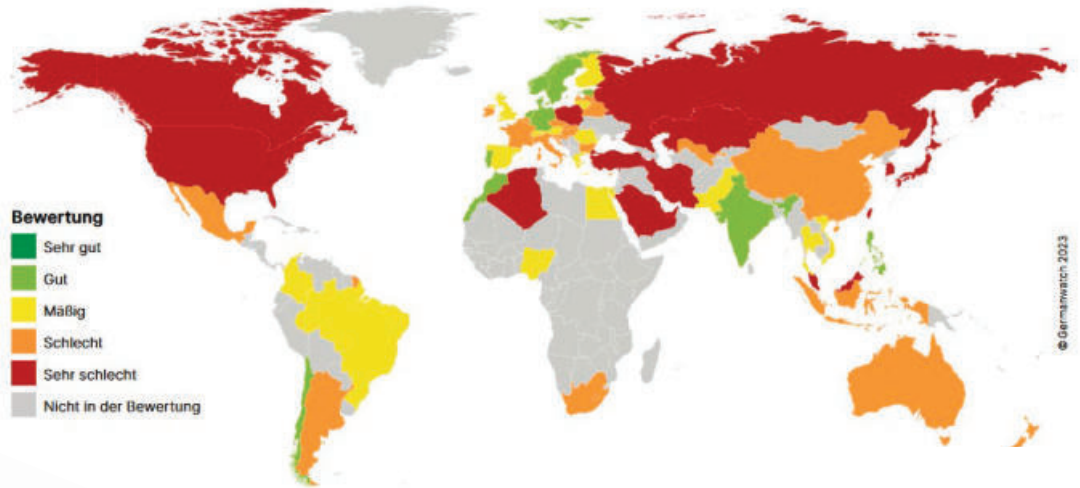 Bewertung
Sehr gut
Gut
Mäßig
Schlecht
Sehr schlecht
Nicht in der Bewertung
© Germanwatch 2023